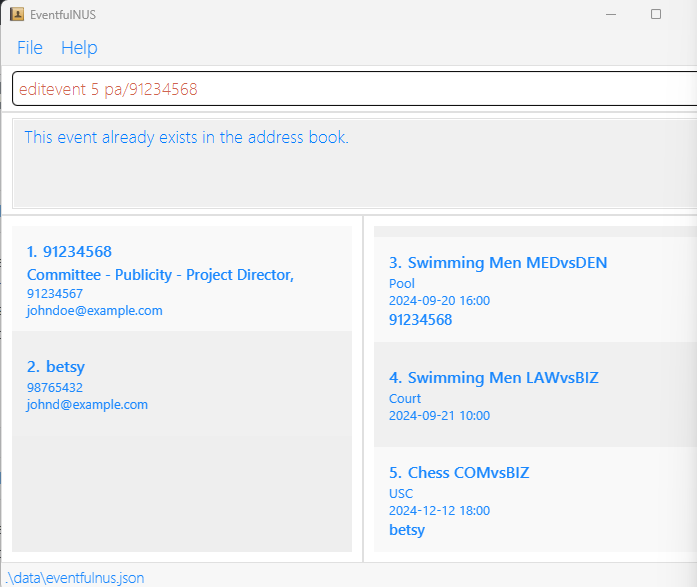 EventfulNUS
File Help
editevent 5 pa/91234568
This event already exists in the address book.
1. 91234568
Committee - Publicity - Project Director,
91234567
johndoe@example.com
2. betsy
98765432
johnd@example.com
3. Swimming Men MEDvsDEN
Pool
2024-09-20 16:00
91234568
4. Swimming Men LAWvsBIZ
Court
2024-09-21 10:00
5. Chess COMvsBIZ
USC
2024-12-12 18:00
betsy
.\data\eventfulnus.json